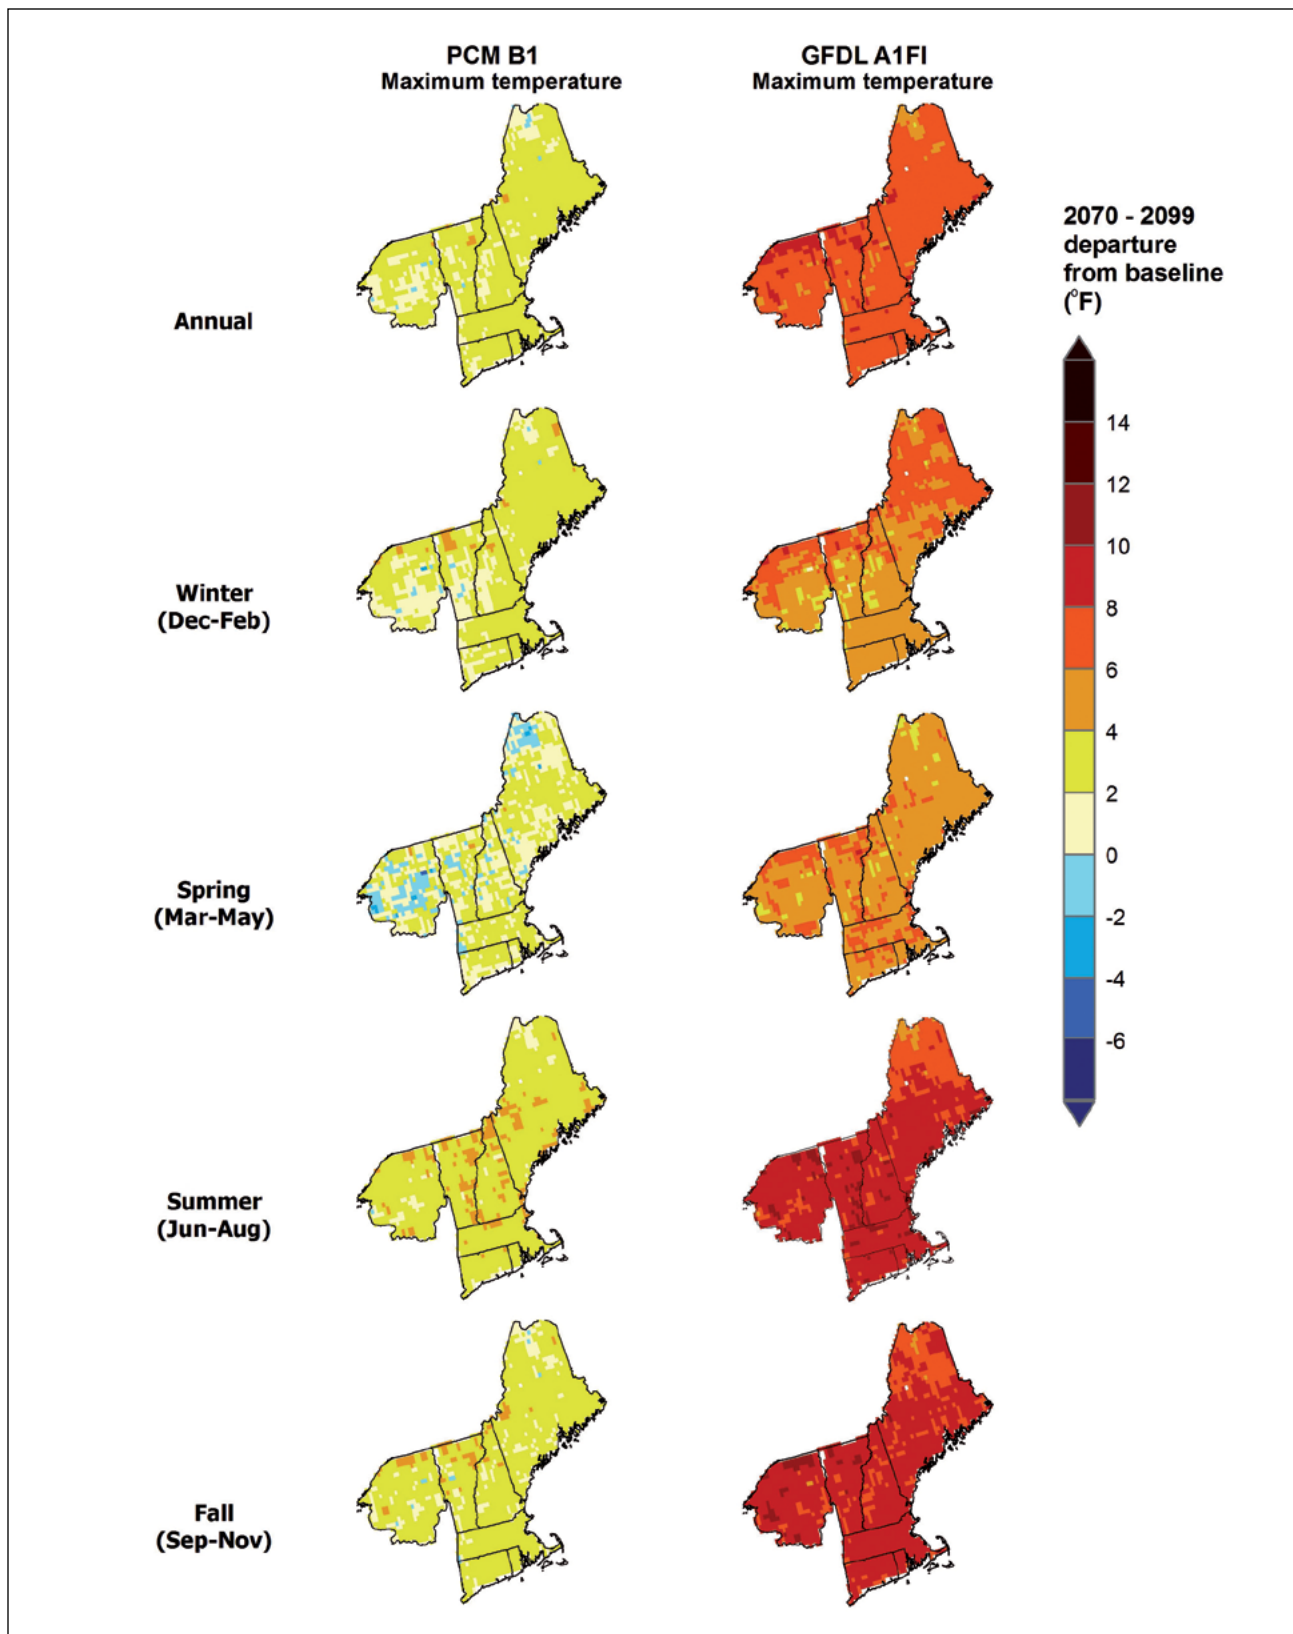 PCM B1
Maximum temperature
GFDL A1FI
Maximum temperature
2070 - 2099
departure
from baseline
(°F)
Annual
Winter
(Dec-Feb)
Spring
(Mar-May)
Summer
(Jun-Aug)
Fall
(Sep-Nov)
14
12
10
8
6
4
2
0
-2
-4
-6